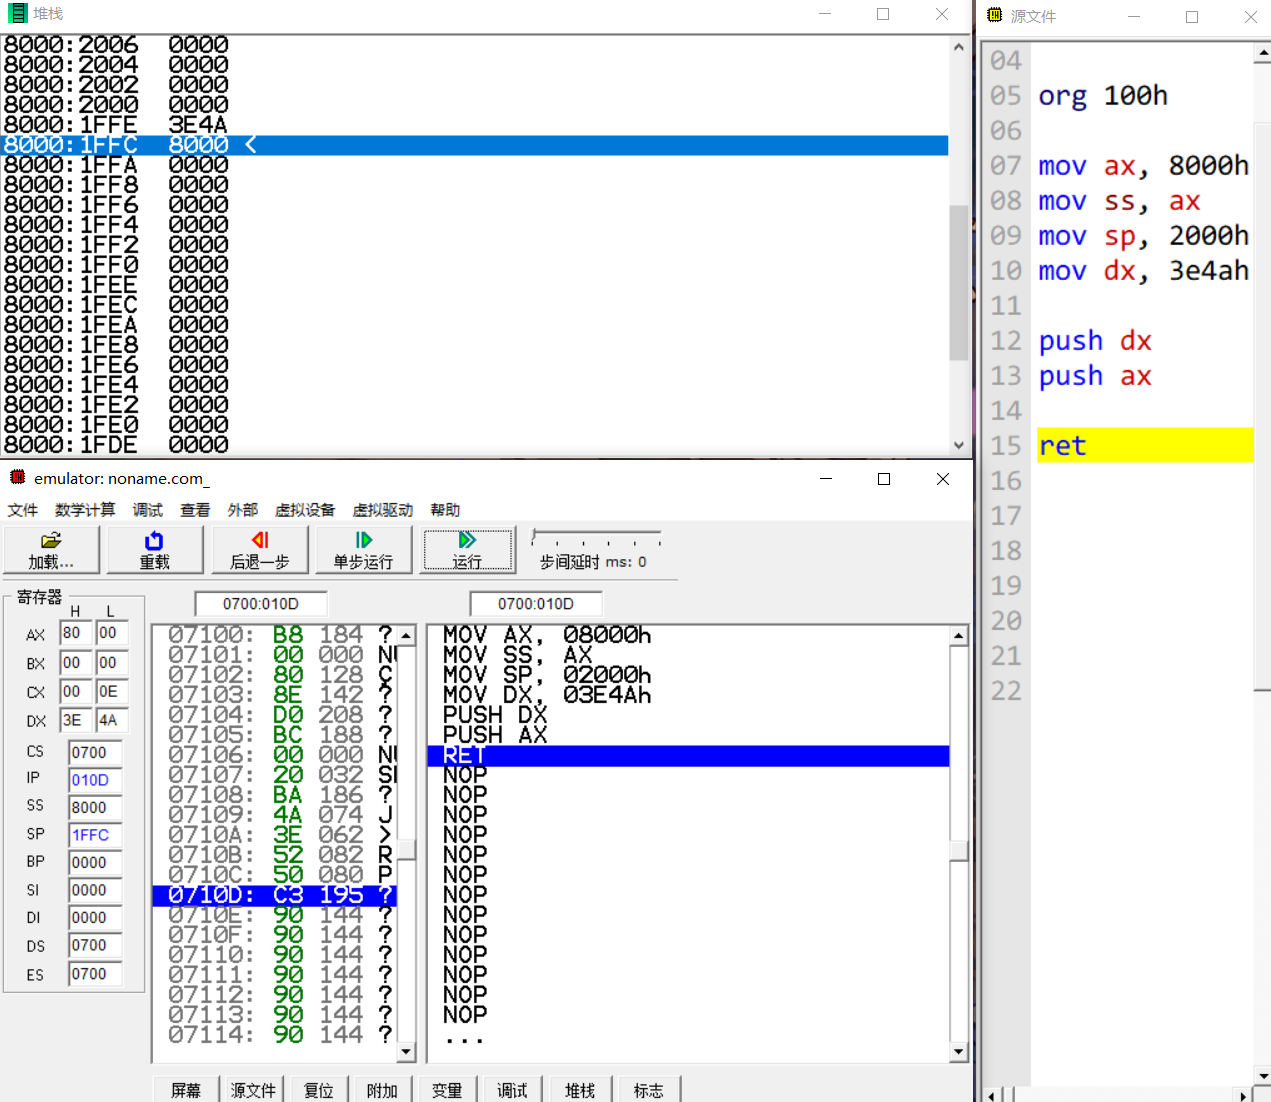 堆栈
8000:2006 0000
8000:2004 0000
8000:2002 0000
8000:2000 0000
8000:1FFE 3E4A
8000:1FFC 8000 <
8000:1FFA 0000
8000:1FF8 0000
8000:1FF6 0000
8000:1FF4 0000
8000:1FF2 0000
8000:1FF0 0000
8000:1FEE 0000
8000:1FEC 0000
8000:1FEA 0000
8000:1FE8 0000
8000:1FE6 0000
8000:1FE4 0000
8000:1FE2 0000
8000:1FE0 0000
8000:1FDE 0000
源文件
04
05 org 100h
06
07 mov ax, 8000h
08 mov ss, ax
09 mov sp, 2000h
10 mov dx, 3e4ah
11
12 push dx
13 push ax
14
15 ret
16
17
18
19
20
21
22
emulator: noname.com_
文件 数学计算 调试 查看 外部 虚拟设备 虚拟驱动 帮助
加载... 重载 后退一步 单步运行 运行 步间延时 ms: 0
寄存器
H L
AX 80 00
BX 00 00
CX 00 0E
DX 3E 4A
CS 0700
IP 010D
SS 8000
SP 1FFC
BP 0000
SI 0000
DI 0000
DS 0700
ES 0700
0700:010D
07100: B8 184 ?
07101: 00 000 NU
07102: 80 128 Ç
07103: 8E 142 ?
07104: D0 208 ?
07105: BC 188 ?
07106: 00 000 NU
07107: 20 032 SP
07108: BA 186 ?
07109: 4A 074 J
0710A: 3E 062 >
0710B: 52 082 R
0710C: 50 080 P
0710D: C3 195 ?
0710E: 90 144 ?
0710F: 90 144 ?
07110: 90 144 ?
07111: 90 144 ?
07112: 90 144 ?
07113: 90 144 ?
07114: 90 144 ?
0700:010D
MOV AX, 08000h
MOV SS, AX
MOV SP, 02000h
MOV DX, 03E4Ah
PUSH DX
PUSH AX
RET
NOP
NOP
NOP
NOP
NOP
NOP
NOP
NOP
NOP
NOP
NOP
NOP
NOP
...
屏幕 源文件 复位 附加 变量 调试 堆栈 标志